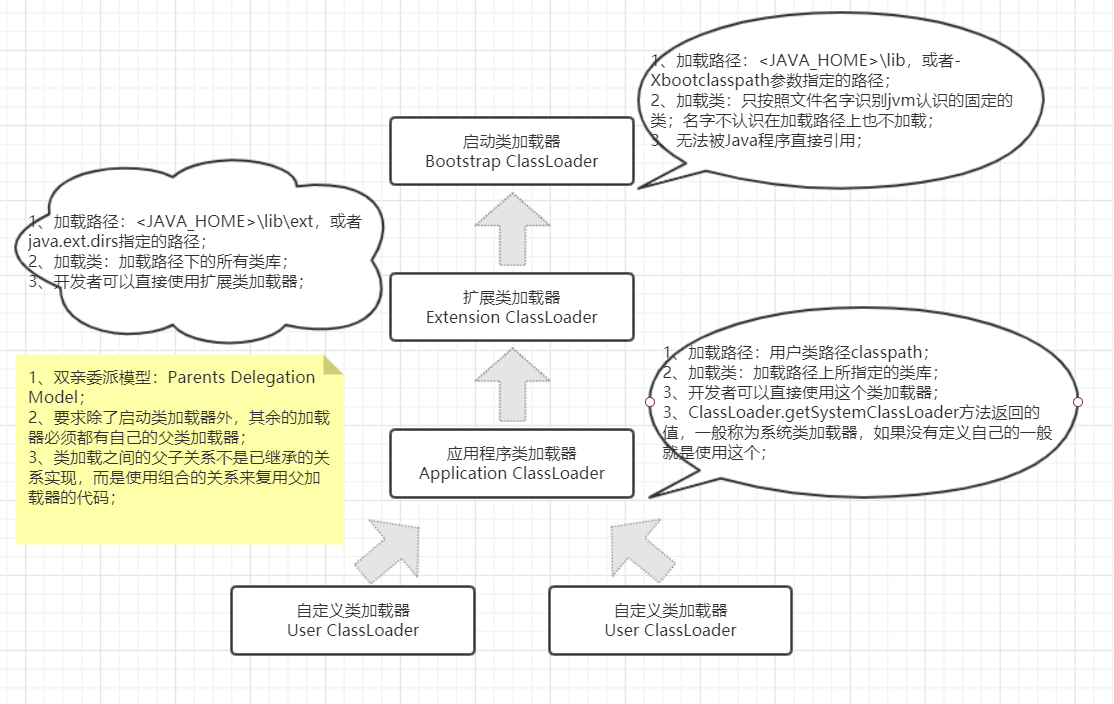 1、加载路径：<JAVA_HOME>\lib，或者-
Xbootclasspath参数指定的路径；
2、加载类：只按照文件名字识别jvm认识的固定的
类；名字不认识在加载路径上也不加载；
3、无法被Java程序直接引用；
启动类加载器
Bootstrap ClassLoader
1、加载路径：<JAVA_HOME>\lib\ext，或者
java.ext.dirs指定的路径；
2、加载类：加载路径下的所有类库；
3、开发者可以直接使用扩展类加载器；
扩展类加载器
Extension ClassLoader
1、双亲委派模型：Parents Delegation
Model；
2、要求除了启动类加载器外，其余的加载
器必须都有自己的父类加载器；
3、类加载之间的父子关系不是已继承的关
系实现，而是使用组合的关系来复用父加
载器的代码；
1、加载路径：用户类路径classpath；
2、加载类：加载路径上所指定的类库；
3、开发者可以直接使用这个类加载器；
3、ClassLoader.getSystemClassLoader方法返回的
值，一般称为系统类加载器，如果没有定义自己的一般
就是使用这个；
应用程序类加载器
Application ClassLoader
自定义类加载器
User ClassLoader
自定义类加载器
User ClassLoader